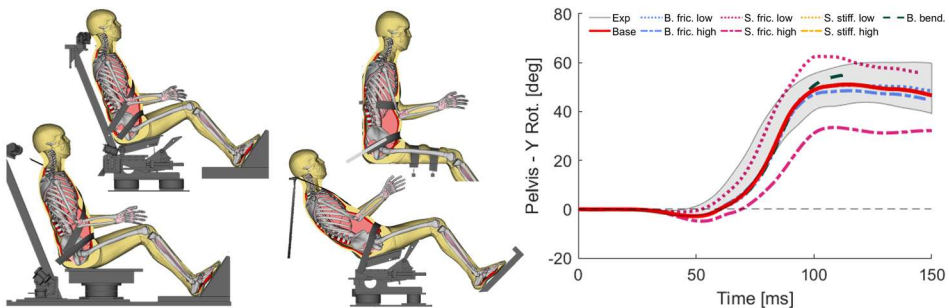 80
Exp B. fric. low S. fric. low S. stiff. low B. bend.
Base B. fric. high S. fric. high S. stiff. high
60
40
20
0
-20
0 50 100 150
Pelvis - Y Rot. [deg]
Time [ms]